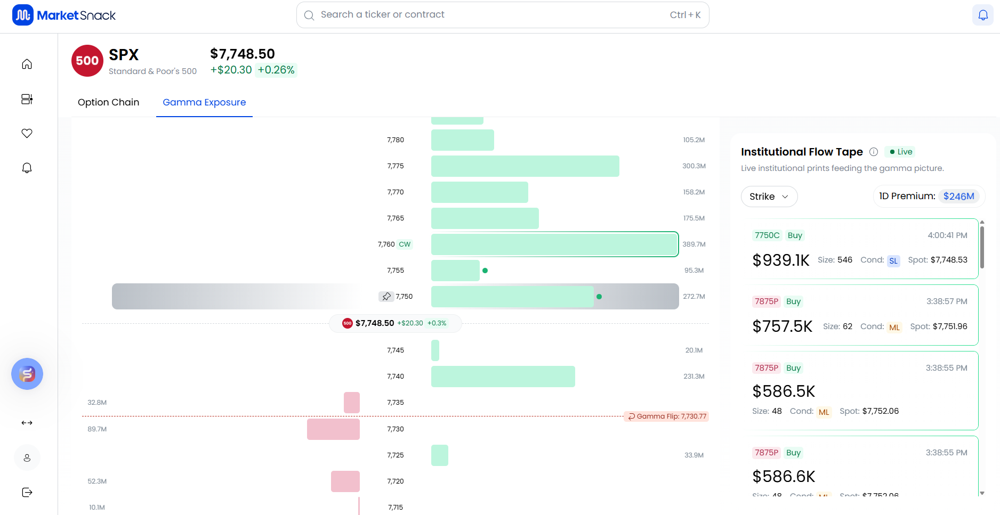 MarketSnack
Search a ticker or contract
Ctrl + K
500
SPX
Standard & Poor's 500
$7,748.50
+$20.30 +0.26%
Option Chain
Gamma Exposure
7,780 105.2M
7,775 300.3M
7,770 158.2M
7,765 175.5M
7,760 CW 389.7M
7,755 95.3M
7,750 272.7M
500 $7,748.50 +$20.30 +0.3%
7,745 20.1M
7,740 231.3M
32.8M 7,735
Gamma Flip: 7,730.77
89.7M 7,730
7,725 33.9M
52.3M 7,720
10.1M 7,715
Institutional Flow Tape
Live
Live institutional prints feeding the gamma picture.
Strike
1D Premium: $246M
7750C Buy 4:00:41 PM
$939.1K Size: 546 Cond: SL Spot: $7,748.53
7875P Buy 3:38:57 PM
$757.5K Size: 62 Cond: ML Spot: $7,751.96
7875P Buy 3:38:55 PM
$586.5K
Size: 48 Cond: ML Spot: $7,752.06
7875P Buy 3:38:55 PM
$586.6K
Size: 48 Cond: ML Spot: $7,752.06